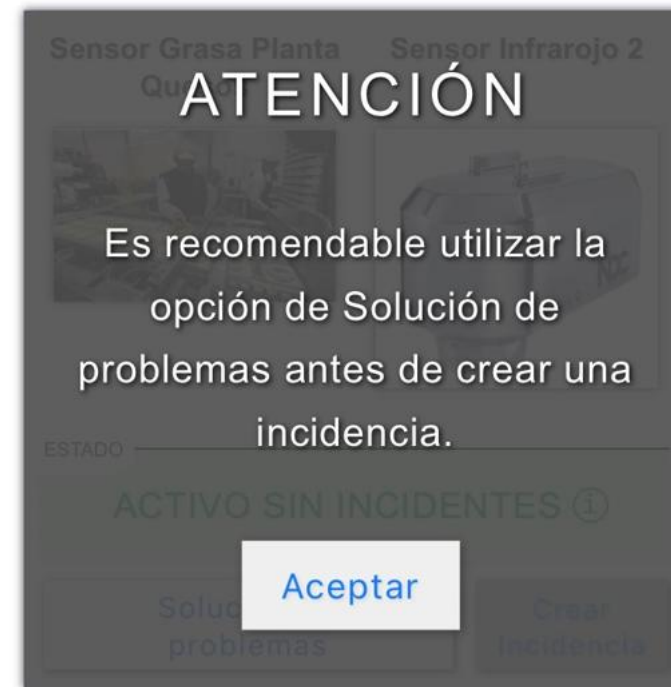 Sensor Grasa Planta
Sensor Infrarojo 2
ATENCIÓN
Es recomendable utilizar la
opción de Solución de
problemas antes de crear una
incidencia.
ESTADO
ACTIVO SIN INCIDENTES ⓘ
Aceptar
problemas
Crear
Incidencia
NDC